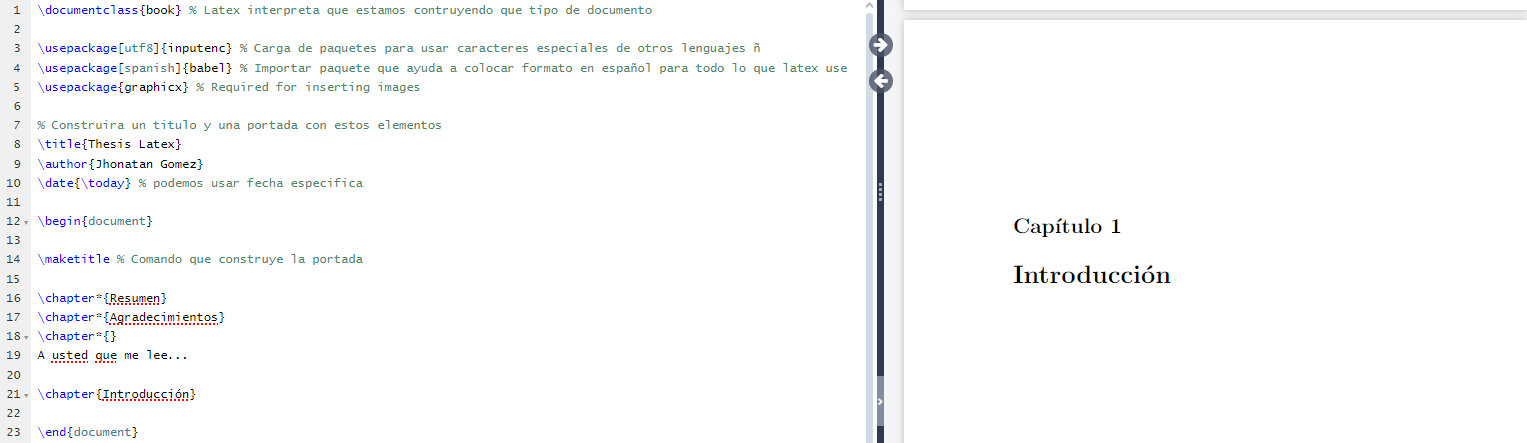 1 \documentclass{book} % Latex interpreta que estamos contruyendo que tipo de documento
2
3 \usepackage[utf8]{inputenc} % Carga de paquetes para usar caracteres especiales de otros lenguajes ñ
4 \usepackage[spanish]{babel} % Importar paquete que ayuda a colocar formato en español para todo lo que latex use
5 \usepackage{graphicx} % Required for inserting images
6
7 % Construira un titulo y una portada con estos elementos
8 \title{Thesis Latex}
9 \author{Jhonatan Gomez}
10 \date{\today} % podemos usar fecha especifica
11
12 \begin{document}
13
14 \maketitle % Comando que construye la portada
15
16 \chapter*{Resumen}
17 \chapter*{Agradecimientos}
18 \chapter*{}
19 A usted que me lee...
20
21 \chapter{Introducción}
22
23 \end{document}
Capítulo 1
Introducción